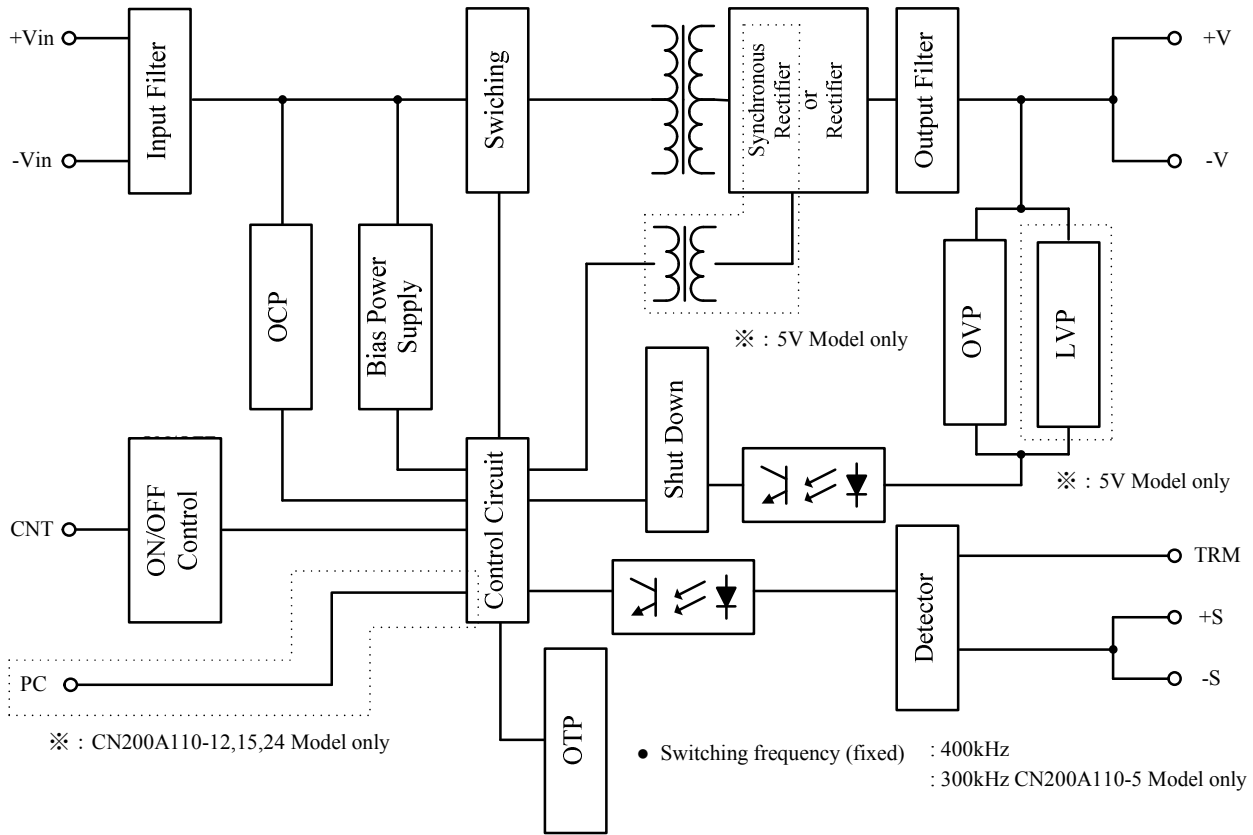 +Vin
-Vin
Input Filter
Swiching
Synchronous
Rectifier
or
Rectifier
Output Filter
+V
-V
OCP
Bias Power
Supply
※ : 5V Model only
OVP
LVP
※ : 5V Model only
CNT
ON/OFF
Control
Control Circuit
Shut Down
TRM
+S
-S
Detector
PC
※ : CN200A110-12,15,24 Model only
OTP
● Switching frequency (fixed) : 400kHz
: 300kHz CN200A110-5 Model only